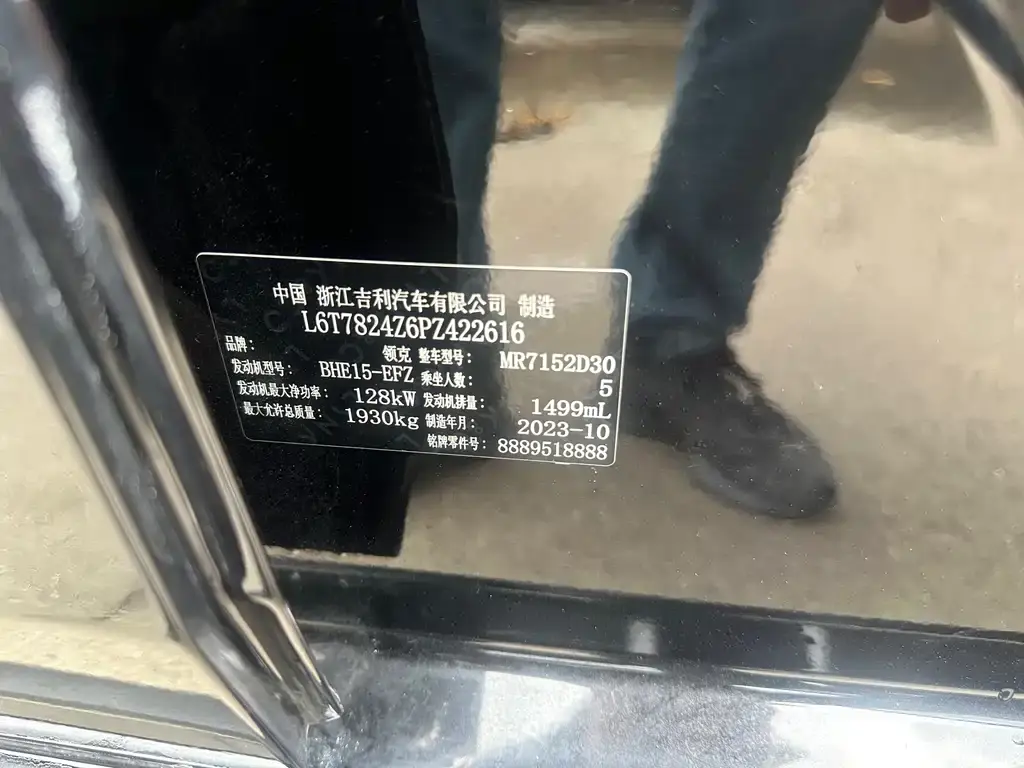 中国 浙江吉利汽车有限公司 制造
L6T7824Z6PZ422616
品牌: 领克 整车型号: MR7152D30
发动机型号: BHE15-EFZ 乘坐人数: 5
发动机最大净功率: 128kW 发动机排量: 1499mL
最大允许总质量: 1930kg 制造年月: 2023-10
铭牌零件号: 8889518888